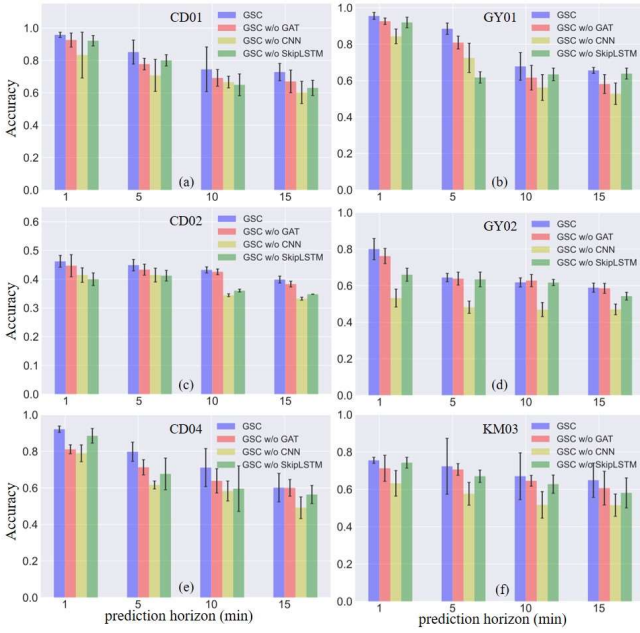 CD01
GSC
GSC w/o GAT
GSC w/o CNN
GSC w/o SkipLSTM
Accuracy
1.0
0.8
0.6
0.4
0.2
0.0
(a)
1 5 10 15
GY01
GSC
GSC w/o GAT
GSC w/o CNN
GSC w/o SkipLSTM
1.0
0.8
0.6
0.4
0.2
0.0
(b)
1 5 10 15
CD02
GSC
GSC w/o GAT
GSC w/o CNN
GSC w/o SkipLSTM
Accuracy
0.6
0.5
0.4
0.3
0.2
0.1
0.0
(c)
1 5 10 15
GY02
GSC
GSC w/o GAT
GSC w/o CNN
GSC w/o SkipLSTM
1.0
0.8
0.6
0.4
0.2
0.0
(d)
1 5 10 15
CD04
GSC
GSC w/o GAT
GSC w/o CNN
GSC w/o SkipLSTM
Accuracy
1.0
0.8
0.6
0.4
0.2
0.0
(e)
1 5 10 15
prediction horizon (min)
KM03
GSC
GSC w/o GAT
GSC w/o CNN
GSC w/o SkipLSTM
1.0
0.8
0.6
0.4
0.2
0.0
(f)
1 5 10 15
prediction horizon (min)